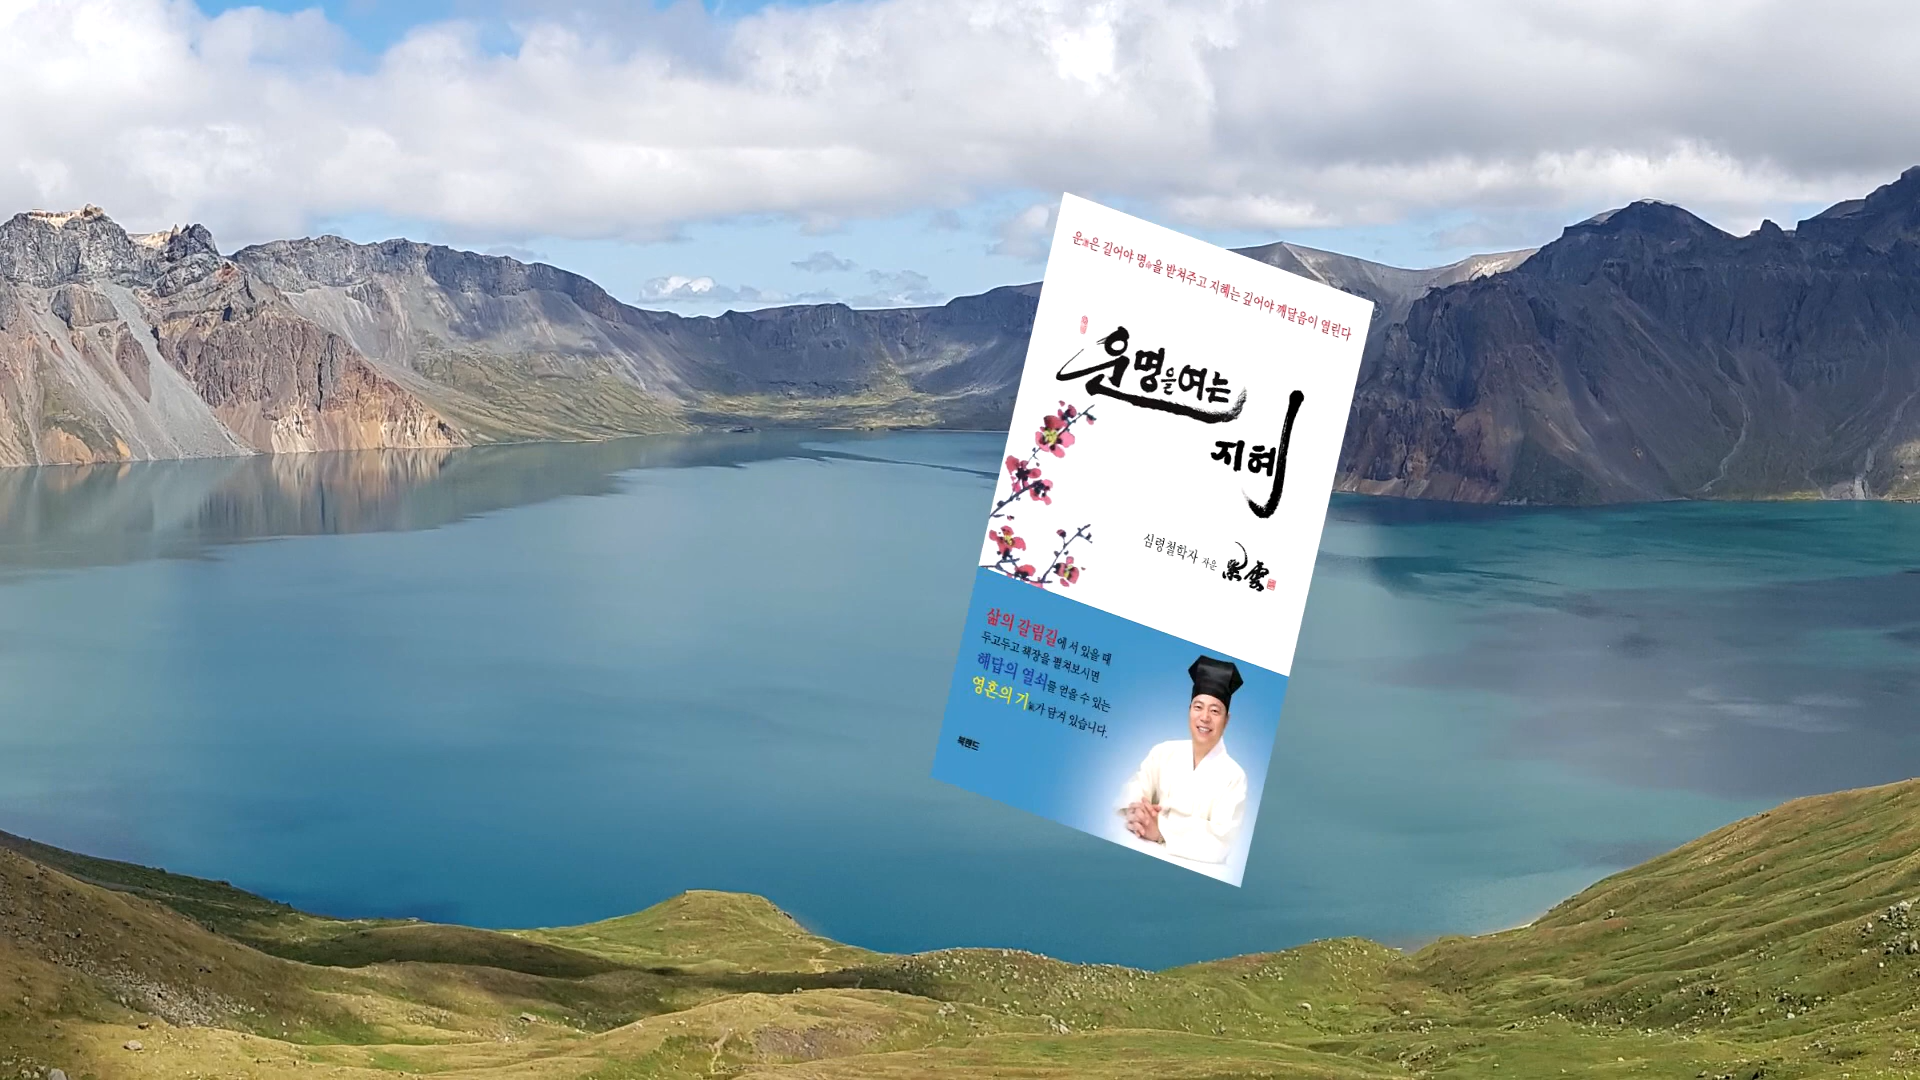 운運은 길어야 명命을 받쳐주고 지혜는 깊어야 깨달음이 열린다
운명을 여는
지혜
심령철학자 자운 紫雲
삶의 갈림길에 서 있을 때
두고두고 책장을 펼쳐보시면
해답의 열쇠를 얻을 수 있는
영혼의 기氣가 담겨 있습니다.
북랜드